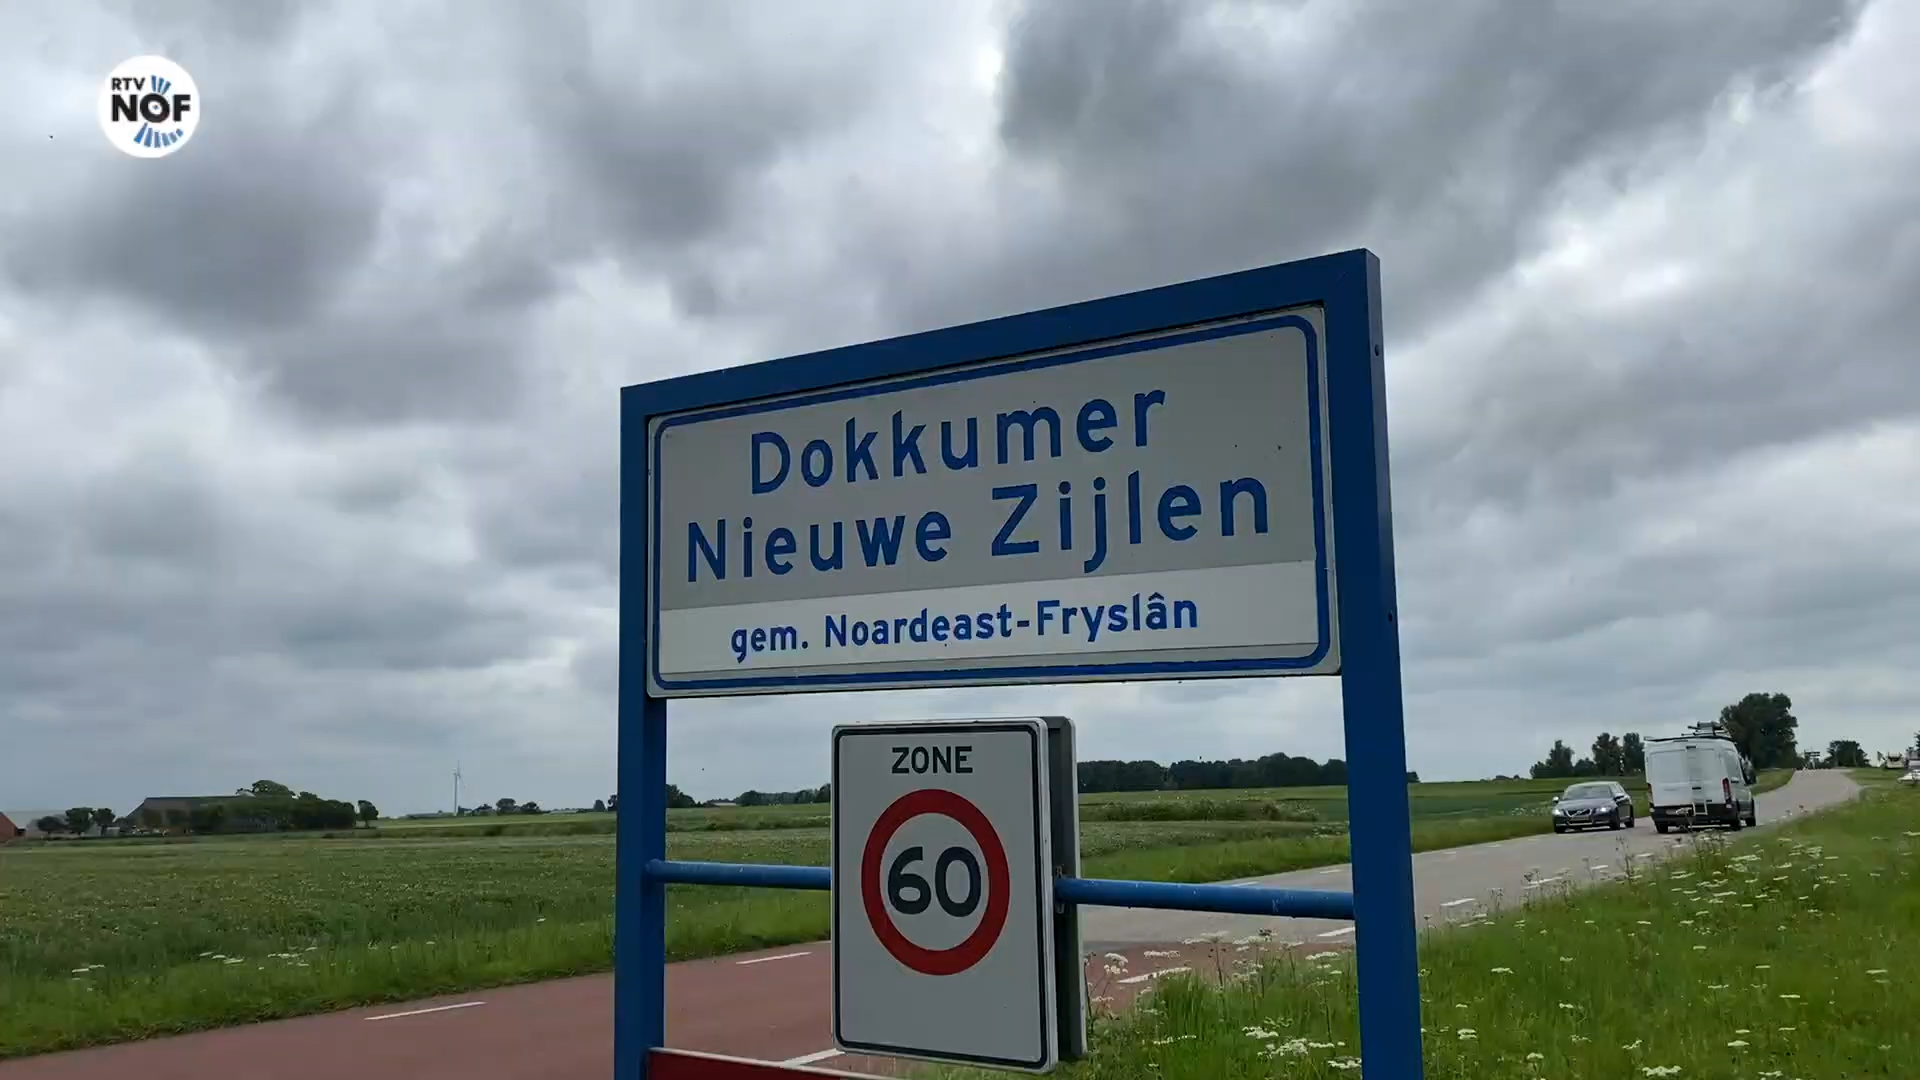 RTV
NOF
Dokkumer
Nieuwe Zijlen
gem. Noardeast-Fryslân
ZONE
60